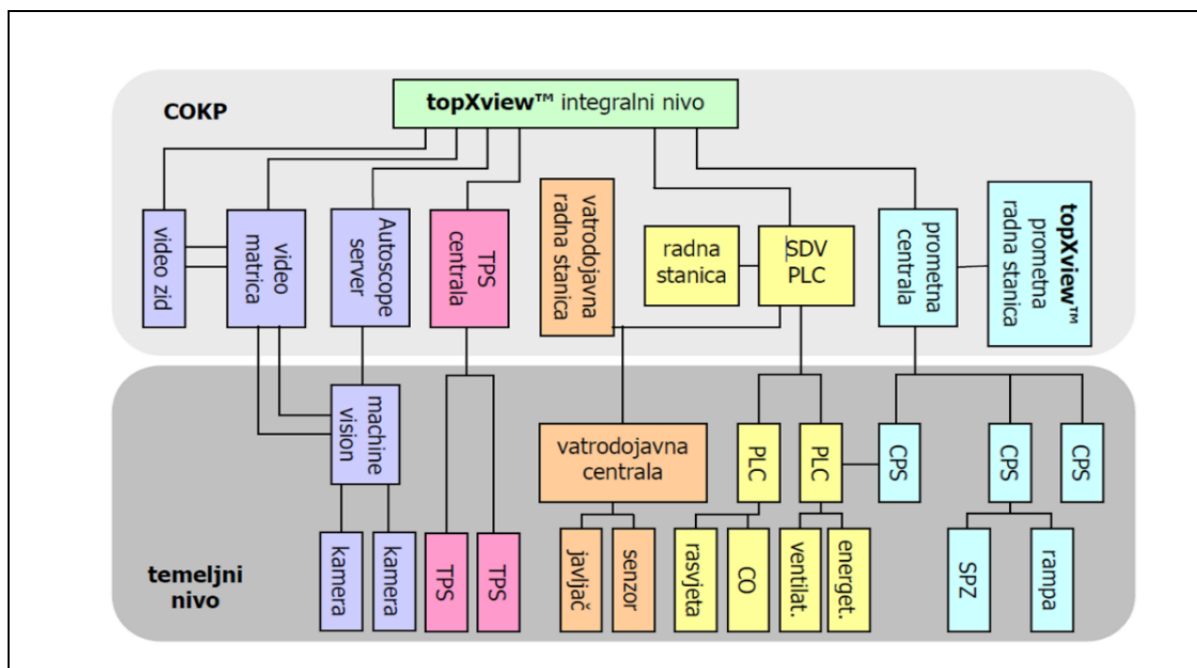 topXview™ integralni nivo
COKP
video zid
video
matrica
Autoscope
server
TPS
centrala
vatrodojavna
radna stanica
radna
stanica
SDV
PLC
prometna
centrala
topXview™
prometna
radna stanica
machine
vision
vatrodojavna
centrala
PLC
PLC
CPS
CPS
CPS
kamera
kamera
TPS
TPS
javljač
senzor
rasvjeta
CO
ventilat.
energet.
SPZ
rampa
temeljni
nivo